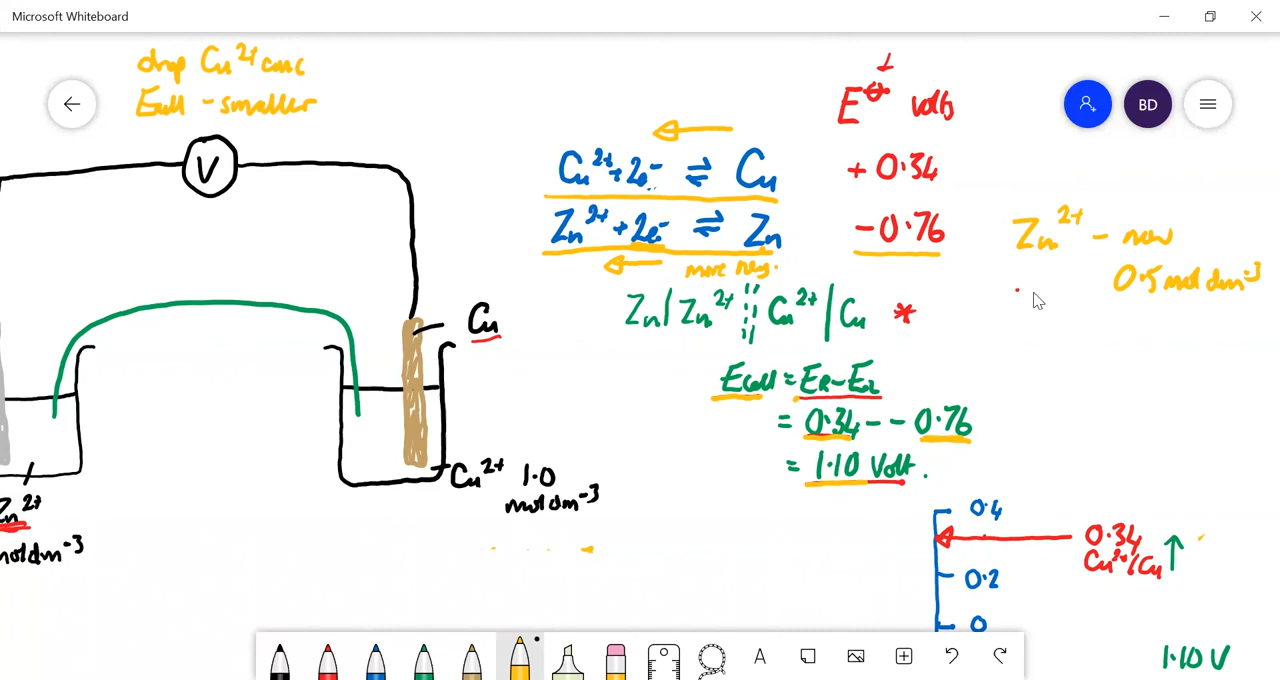 Microsoft Whiteboard
drop Cu²⁺ conc
Ecell - smaller
BD
V
E⦵ volts
Cu²⁺+2e⁻ ⇌ Cu
+0.34
Zn²⁺+2e⁻ ⇌ Zn
-0.76
more neg.
Zn²⁺ - now
0.5 mol dm⁻³
Zn/Zn²⁺ ¦¦ Cu²⁺/Cu *
Cu
Ecell = ER-EL
= 0.34 - - 0.76
= 1.10 Volt.
Cu²⁺ 1.0
mol dm⁻³
Zn²⁺
mol dm⁻³
0.4
0.34
Cu²⁺/Cu ↑
0.2
0
1.10 V
A